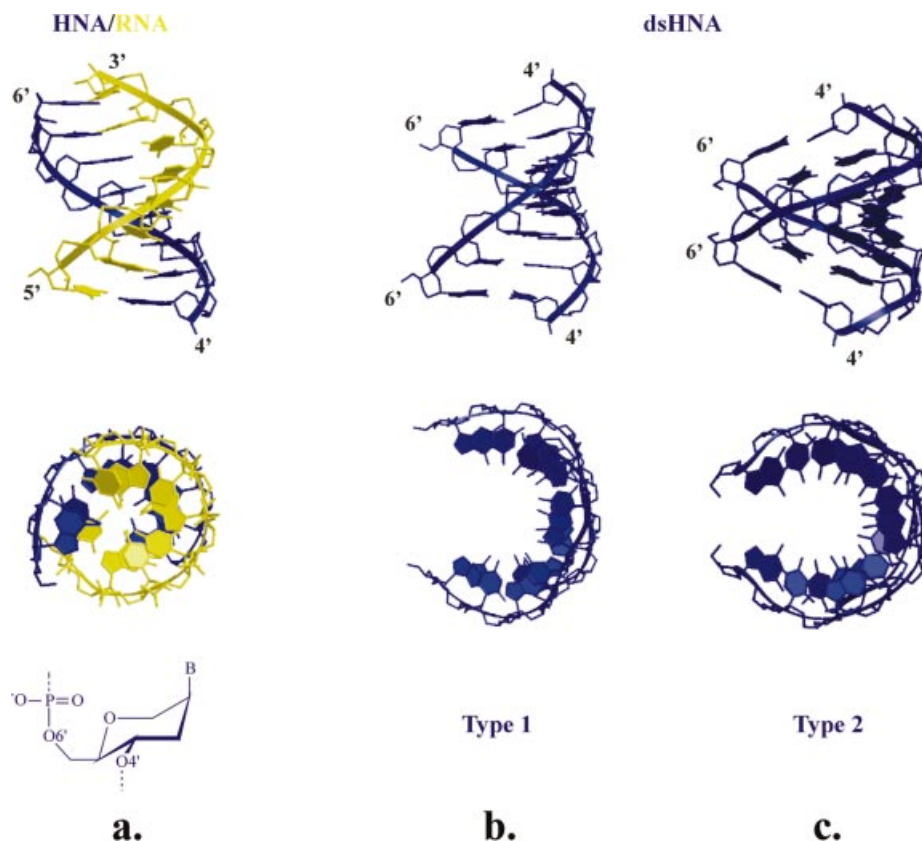 HNA/RNA
dsHNA
3'
6'
5'
4'
4'
6'
6'
4'
4'
6'
6'
4'
B
-O-P=O
O
O6'
O4'
Type 1
Type 2
a.
b.
c.